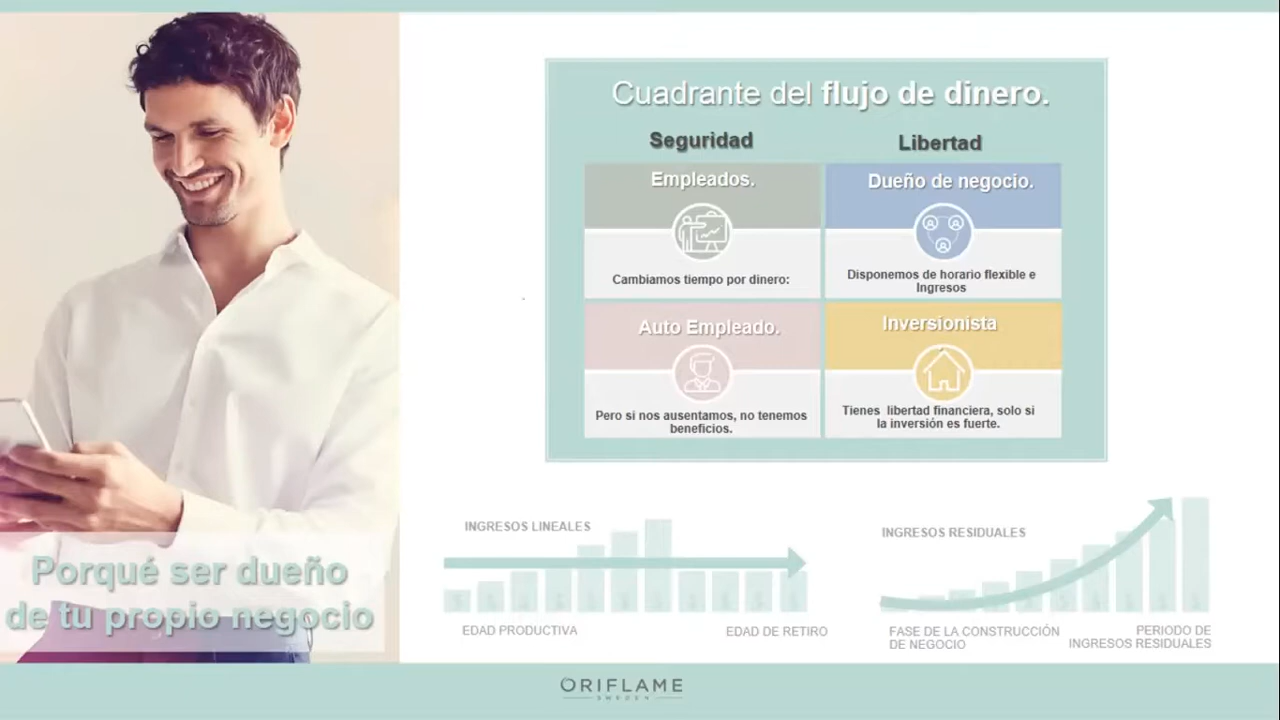 Porqué ser dueño
de tu propio negocio
Cuadrante del flujo de dinero.
Seguridad
Libertad
Empleados.
Cambiamos tiempo por dinero:
Dueño de negocio.
Disponemos de horario flexible e
Ingresos
Auto Empleado.
Pero si nos ausentamos, no tenemos
beneficios.
Inversionista
Tienes libertad financiera, solo si
la inversión es fuerte.
INGRESOS LINEALES
EDAD PRODUCTIVA
EDAD DE RETIRO
INGRESOS RESIDUALES
FASE DE LA CONSTRUCCIÓN
DE NEGOCIO
PERIODO DE
INGRESOS RESIDUALES
ORIFLAME
SWEDEN